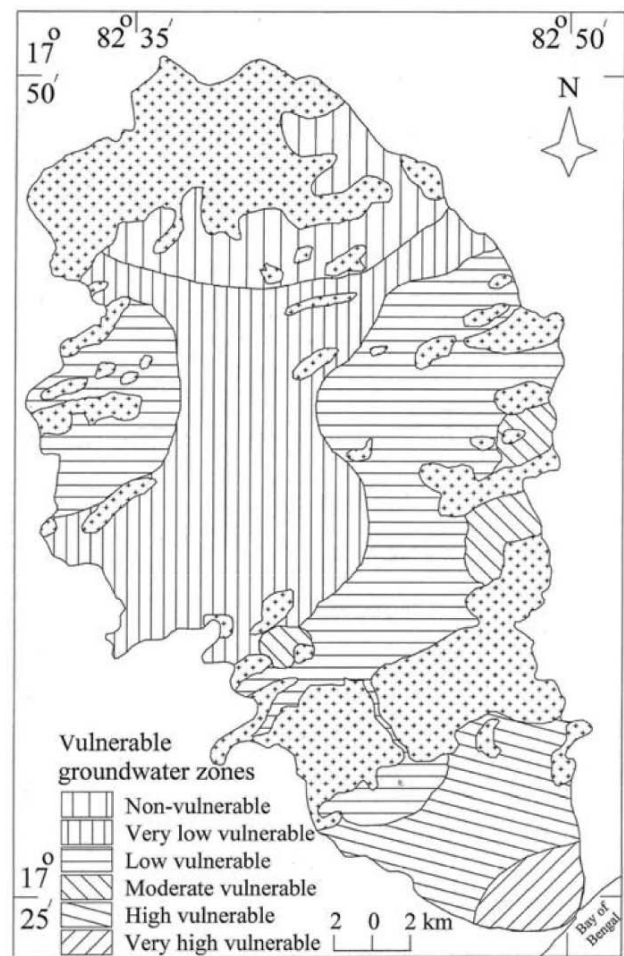 82° 35′
82° 50′
17° 50′
N
Vulnerable
groundwater zones
Non-vulnerable
Very low vulnerable
Low vulnerable
Moderate vulnerable
High vulnerable
Very high vulnerable
17° 25′
2 0 2 km
Bay of
Bengal